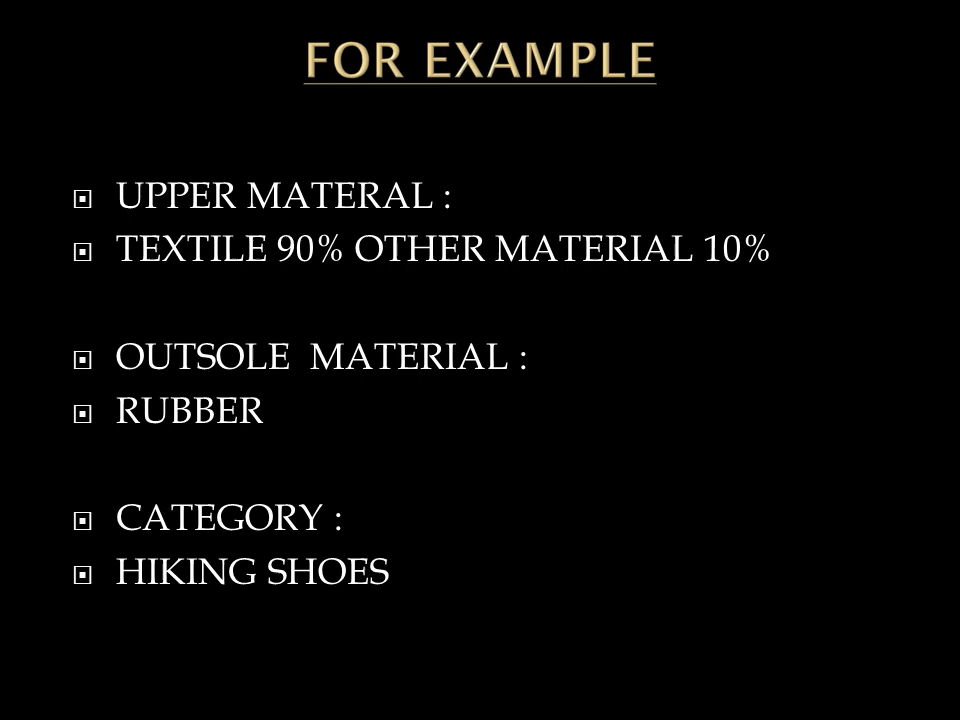 FOR EXAMPLE
UPPER MATERAL :
TEXTILE 90% OTHER MATERIAL 10%
OUTSOLE MATERIAL :
RUBBER
CATEGORY :
HIKING SHOES